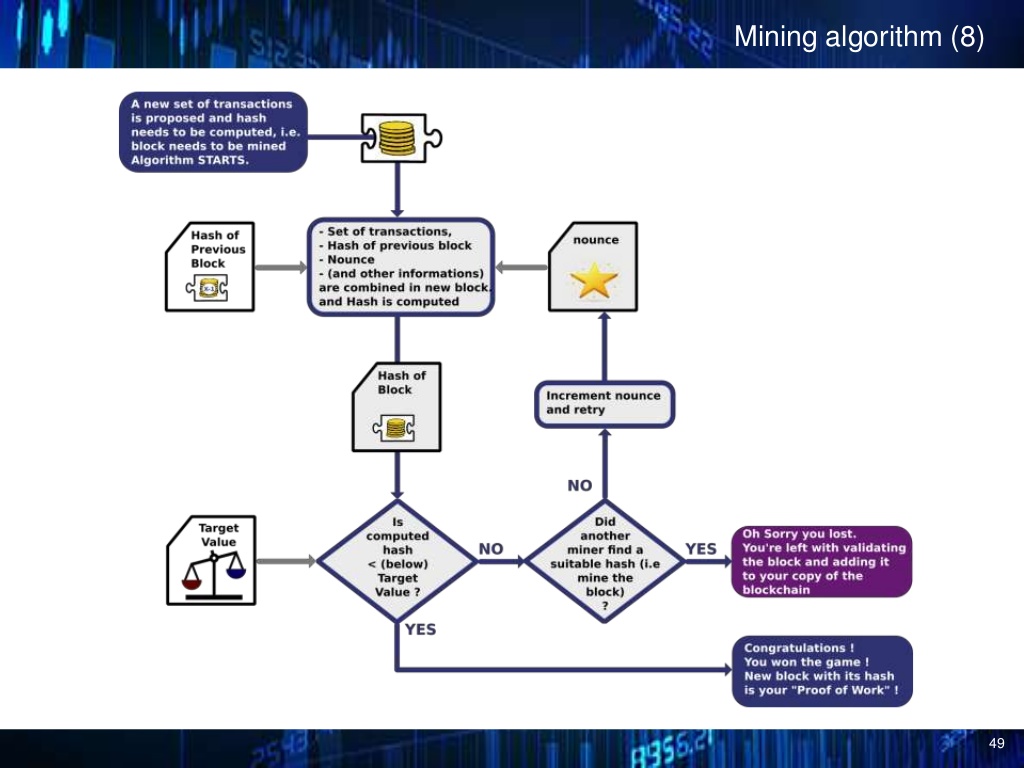 Mining algorithm (8)
A new set of transactions
is proposed and hash
needs to be computed, i.e.
block needs to be mined
Algorithm STARTS.
Hash of
Previous
Block
- Set of transactions,
- Hash of previous block
- Nounce
- (and other informations)
are combined in new block.
and Hash is computed
nounce
Hash of
Block
Increment nounce
and retry
NO
Target
Value
Is
computed
hash
< (below)
Target
Value ?
NO
Did
another
miner find a
suitable hash (i.e
mine the
block)
?
YES
Oh Sorry you lost.
You're left with validating
the block and adding it
to your copy of the
blockchain
YES
Congratulations !
You won the game !
New block with its hash
is your "Proof of Work" !
49